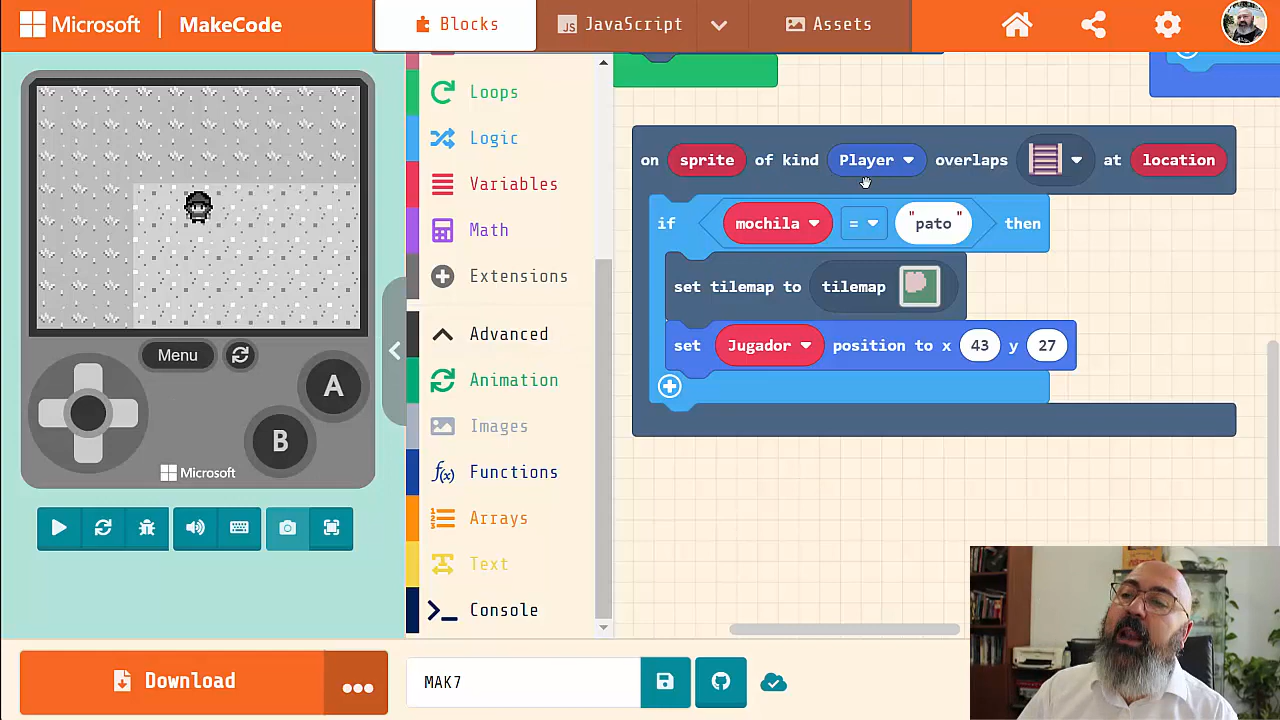 Microsoft MakeCode Blocks JavaScript Assets
Loops
Logic
Variables
Math
Extensions
Advanced
Animation
Images
Functions
Arrays
Text
Console
on sprite of kind Player overlaps at location
if mochila = "pato" then
set tilemap to tilemap
set Jugador position to x 43 y 27
Menu
A
B
Microsoft
Download
MAK7